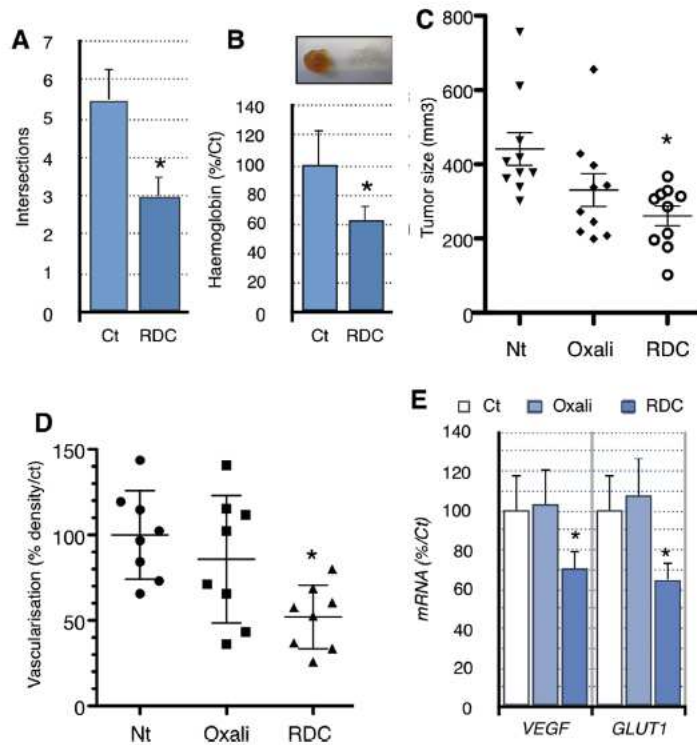 A
7
6
5
4
3
2
1
0
Intersections
*
Ct RDC
B
140
120
100
80
60
40
20
0
Haemoglobin (%/Ct)
*
Ct RDC
C
800
600
400
200
0
Tumor size (mm3)
*
Nt Oxali RDC
D
150
100
50
0
Vascularisation (% density/ct)
*
Nt Oxali RDC
E
Ct Oxali RDC
140
120
100
80
60
40
20
0
mRNA (%/Ct)
*
*
VEGF GLUT1